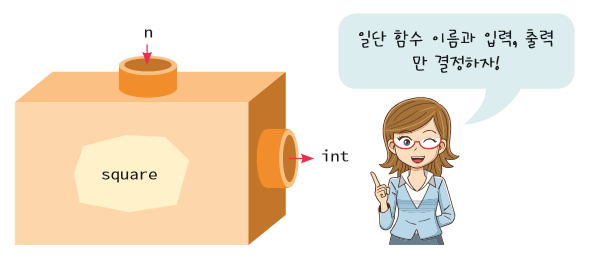 n
square
int
일단 함수 이름과 입력, 출력
만 결정하자!